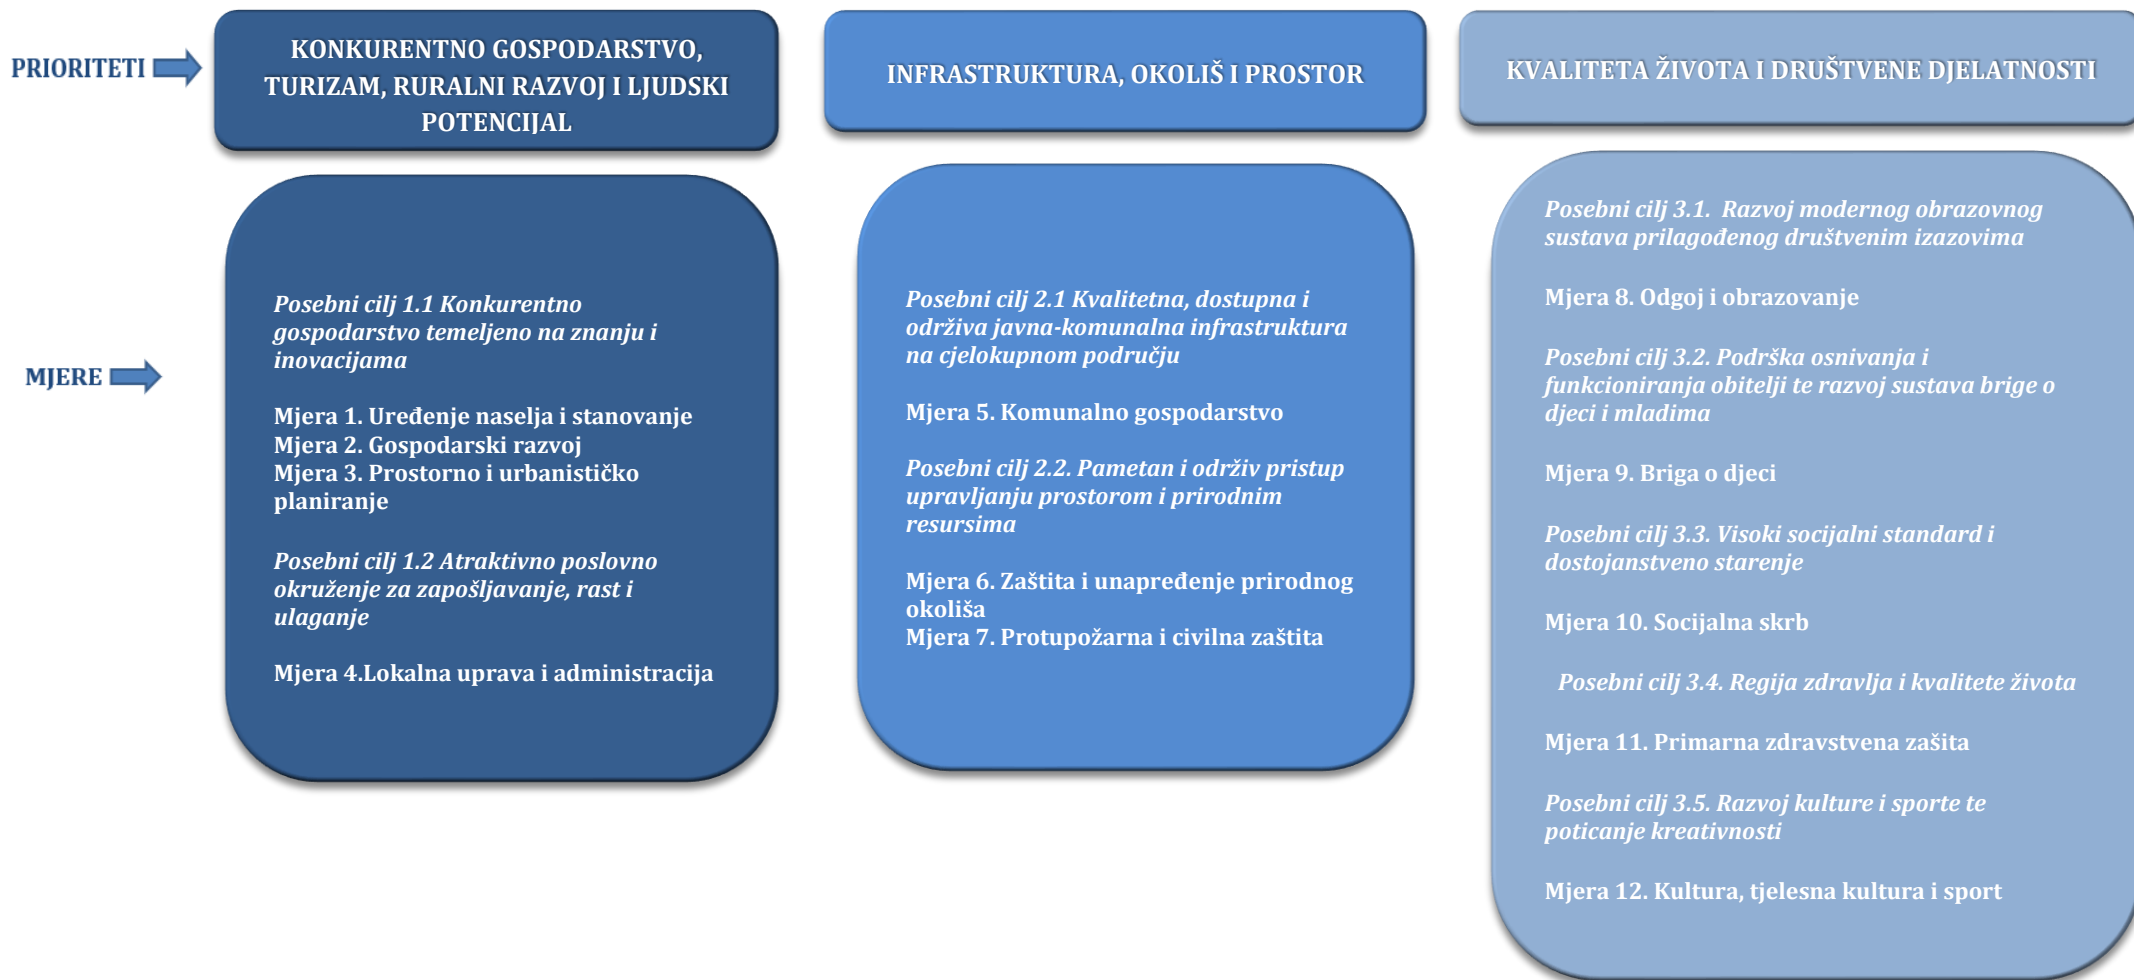 PRIORITETI
KONKURENTNO GOSPODARSTVO,
TURIZAM, RURALNI RAZVOJ I LJUDSKI
POTENCIJAL
INFRASTRUKTURA, OKOLIŠ I PROSTOR
KVALITETA ŽIVOTA I DRUŠTVENE DJELATNOSTI
MJERE
Posebni cilj 1.1 Konkurentno
gospodarstvo temeljeno na znanju i
inovacijama
Mjera 1. Uređenje naselja i stanovanje
Mjera 2. Gospodarski razvoj
Mjera 3. Prostorno i urbanističko
planiranje
Posebni cilj 1.2 Atraktivno poslovno
okruženje za zapošljavanje, rast i
ulaganje
Mjera 4.Lokalna uprava i administracija
Posebni cilj 2.1 Kvalitetna, dostupna i
održiva javna-komunalna infrastruktura
na cjelokupnom području
Mjera 5. Komunalno gospodarstvo
Posebni cilj 2.2. Pametan i održiv pristup
upravljanju prostorom i prirodnim
resursima
Mjera 6. Zaštita i unapređenje prirodnog
okoliša
Mjera 7. Protupožarna i civilna zaštita
Posebni cilj 3.1. Razvoj modernog obrazovnog
sustava prilagođenog društvenim izazovima
Mjera 8. Odgoj i obrazovanje
Posebni cilj 3.2. Podrška osnivanja i
funkcioniranja obitelji te razvoj sustava brige o
djeci i mladima
Mjera 9. Briga o djeci
Posebni cilj 3.3. Visoki socijalni standard i
dostojanstveno starenje
Mjera 10. Socijalna skrb
Posebni cilj 3.4. Regija zdravlja i kvalitete života
Mjera 11. Primarna zdravstvena zašita
Posebni cilj 3.5. Razvoj kulture i sporte te
poticanje kreativnosti
Mjera 12. Kultura, tjelesna kultura i sport